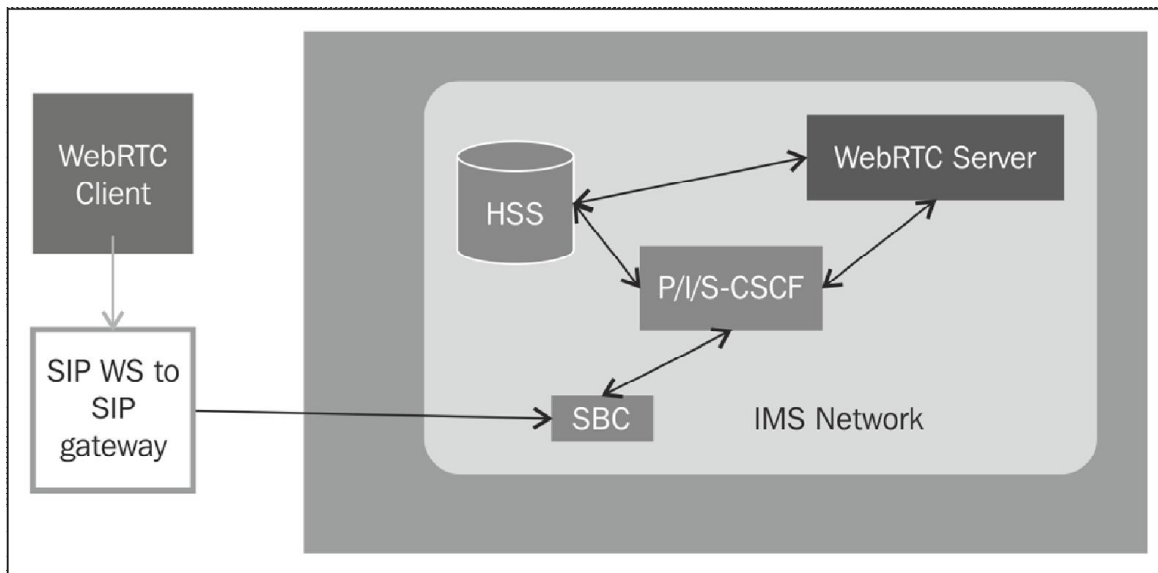 WebRTC
Client
SIP WS to
SIP
gateway
HSS
WebRTC Server
P/I/S-CSCF
SBC
IMS Network